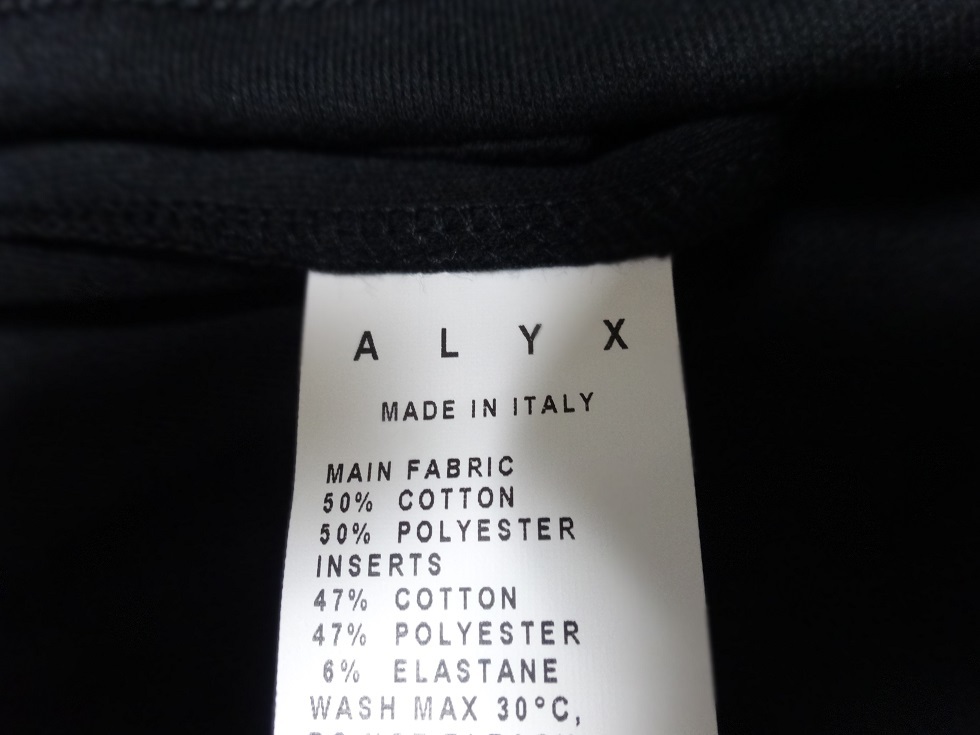 A L Y X
MADE IN ITALY
MAIN FABRIC
50% COTTON
50% POLYESTER
INSERTS
47% COTTON
47% POLYESTER
6% ELASTANE
WASH MAX 30°C,